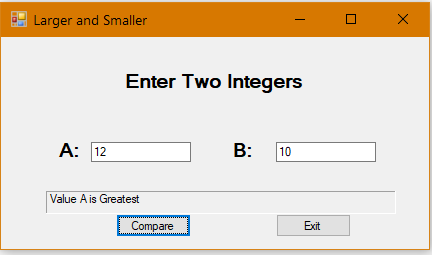 Larger and Smaller
Enter Two Integers
A: 12 B: 10
Value A is Greatest
Compare Exit